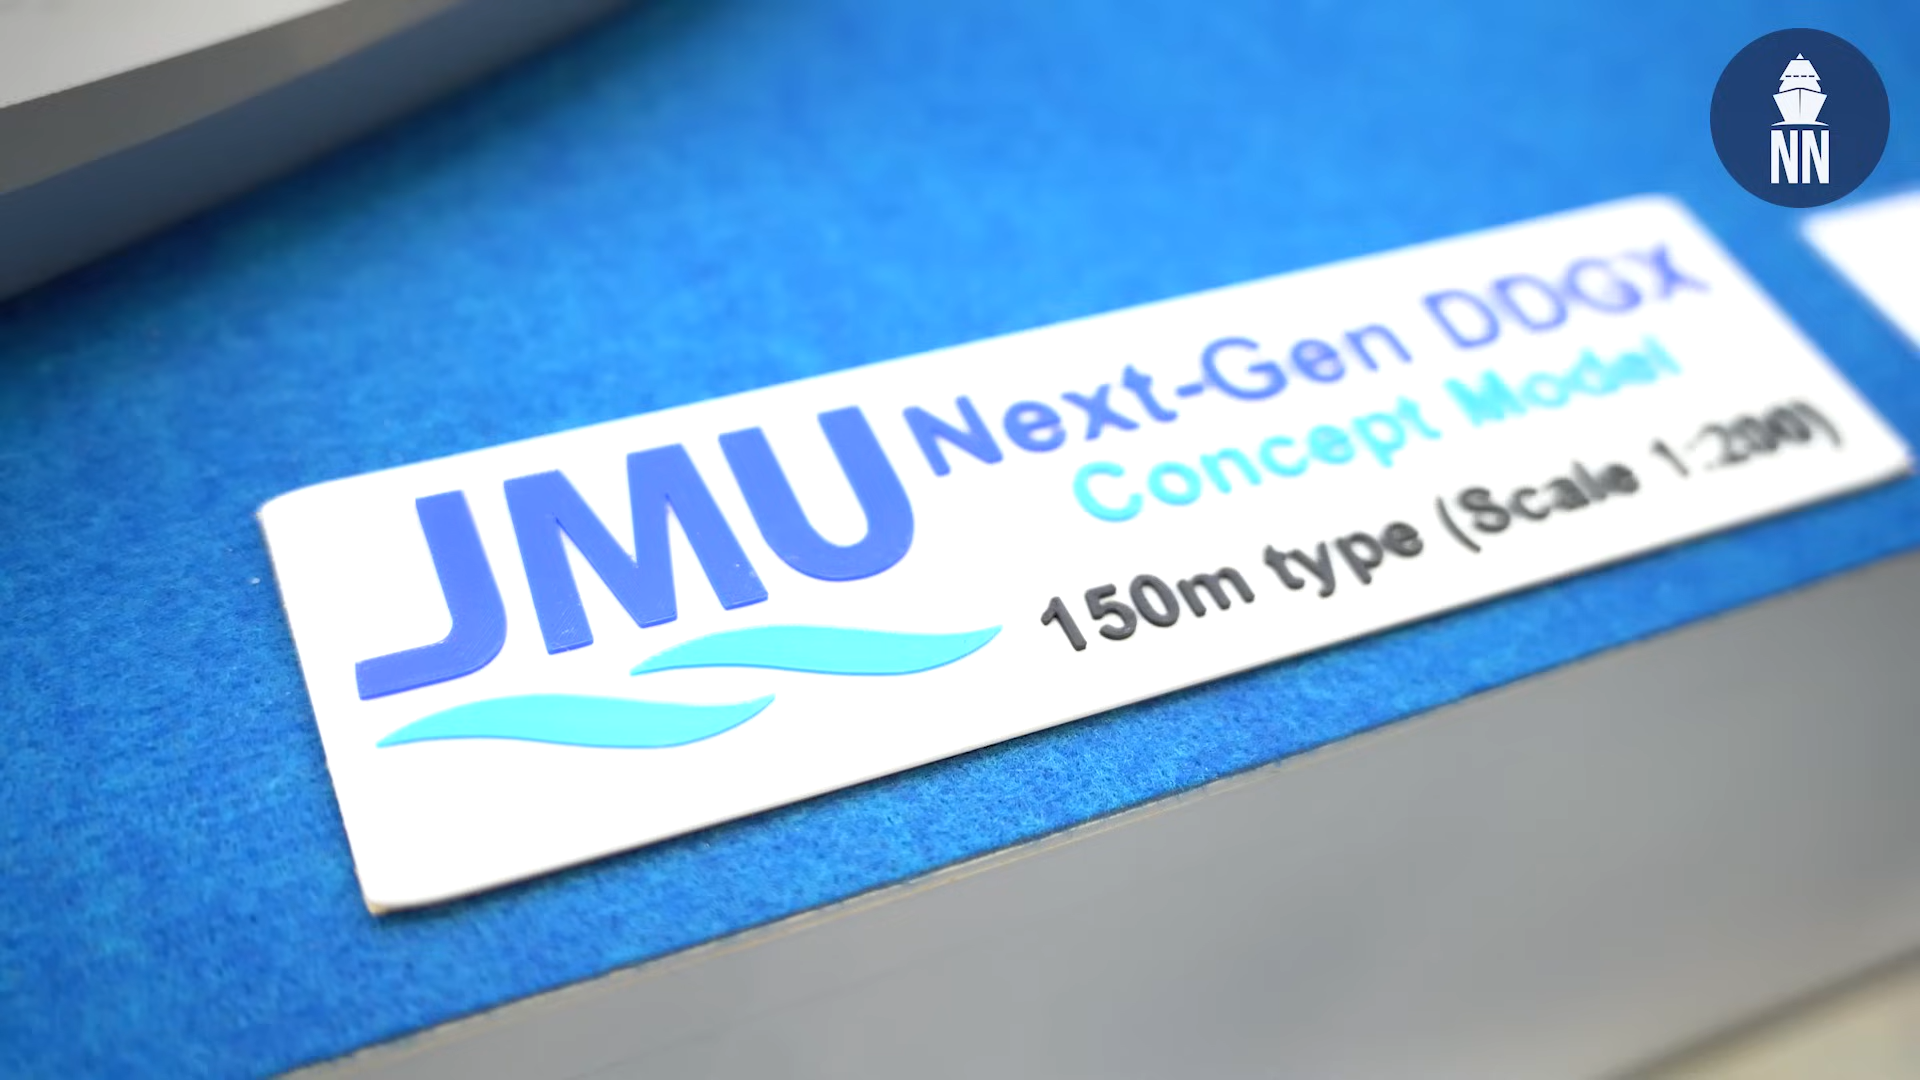 NN
JMU
Next-Gen DDGX
Concept Model
150m type (Scale 1:200)